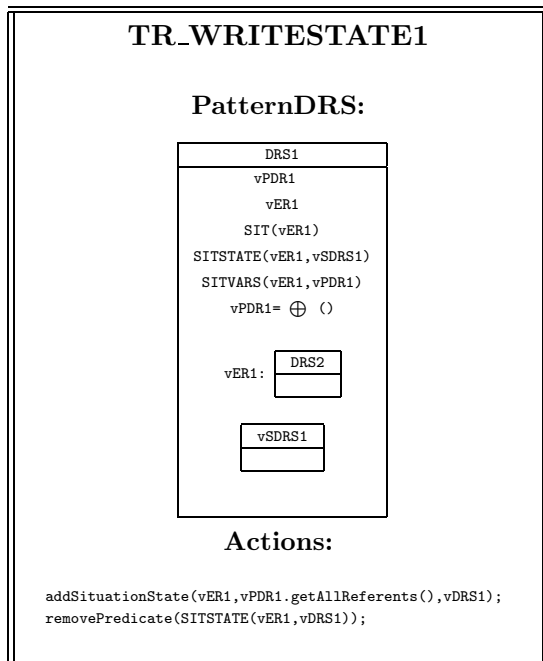 TR_WRITESTATE1
PatternDRS:
DRS1
vPDR1
vER1
SIT(vER1)
SITSTATE(vER1,vSDRS1)
SITVARS(vER1,vPDR1)
vPDR1= ⊕ ()
DRS2
vER1:
vSDRS1
Actions:
addSituationState(vER1,vPDR1.getAllReferents(),vDRS1);
removePredicate(SITSTATE(vER1,vDRS1));